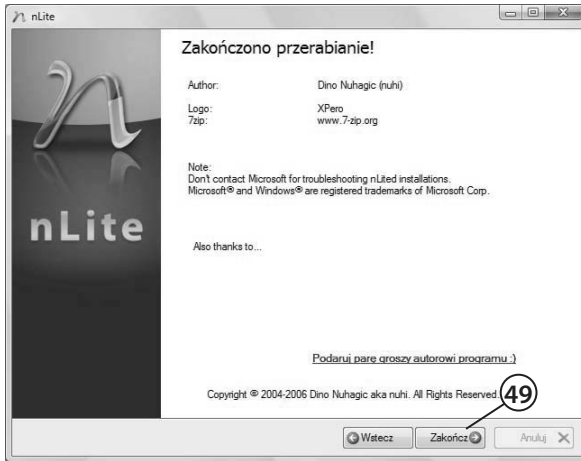 nLite
Zakończono przerabianie!
Author: Dino Nuhagic (nuhi)
Logo: XPero
7zip: www.7-zip.org
Note:
Don't contact Microsoft for troubleshooting nLited installations.
Microsoft® and Windows® are registered trademarks of Microsoft Corp.
nLite
Also thanks to...
Podaruj parę groszy autorowi programu :)
Copyright © 2004-2006 Dino Nuhagic aka nuhi. All Rights Reserved.
49
Wstecz Zakończ Anuluj